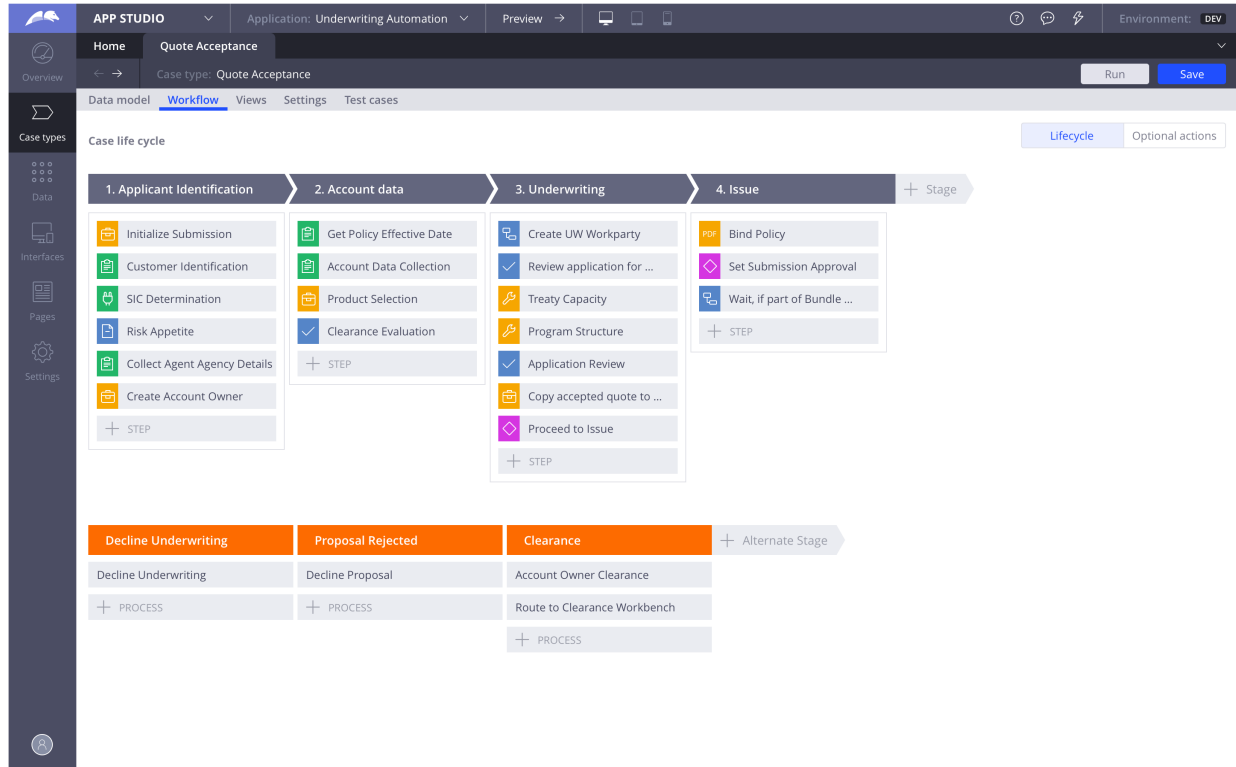 APP STUDIO
Application: Underwriting Automation
Preview
Environment: DEV
Home
Quote Acceptance
Overview
Case type: Quote Acceptance
Run
Save
Data model
Workflow
Views
Settings
Test cases
Case types
Case life cycle
Lifecycle
Optional actions
Data
Interfaces
Pages
Settings
1. Applicant Identification
2. Account data
3. Underwriting
4. Issue
+ Stage
Initialize Submission
Customer Identification
SIC Determination
Risk Appetite
Collect Agent Agency Details
Create Account Owner
+ STEP
Get Policy Effective Date
Account Data Collection
Product Selection
Clearance Evaluation
+ STEP
Create UW Workparty
Review application for ...
Treaty Capacity
Program Structure
Application Review
Copy accepted quote to ...
Proceed to Issue
+ STEP
PDF Bind Policy
Set Submission Approval
Wait, if part of Bundle ...
+ STEP
Decline Underwriting
Decline Underwriting
+ PROCESS
Proposal Rejected
Decline Proposal
+ PROCESS
Clearance
Account Owner Clearance
Route to Clearance Workbench
+ PROCESS
+ Alternate Stage